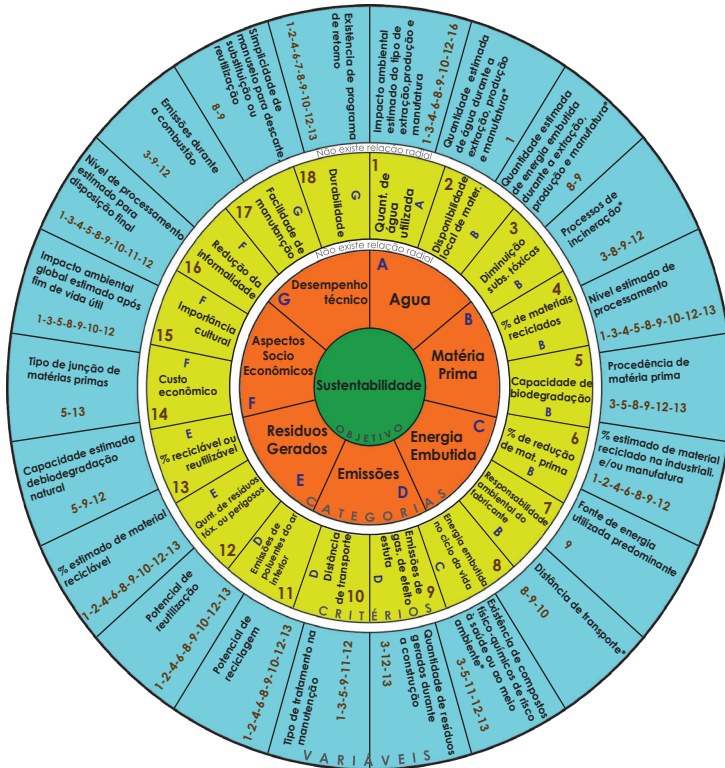 Sustentabilidade
OBJETIVO
A
Agua
B
Matéria
Prima
C
Energia
Embutida
D
Emissões
E
Residuos
Gerados
F
Aspectos
Socio
Econômicos
G
Desempenho
técnico
CATEGORIAS
Não existe relação radial
1
Quant. de
água
utilizada
A
2
Disponibilidade
local de mater.
B
3
Diminuição
subs. tóxicas
B
4
% de materiais
reciclados
B
5
Capacidade de
biodegradação
B
6
% de redução
de mat. prima
B
7
Responsabilidade
ambiental do
fabricante
B
8
Energia embutida
no ciclo da vida
C
9
Emissões de
gas. de efeito
estufa
D
10
Distância
de transporte
D
11
Emissões de
poluentes do ar
interior
D
12
Qunt. de resíduos
tóx. ou perigosos
E
13
% reciclável ou
reutilizável
E
14
Custo
econômico
F
15
Importância
cultural
F
16
Redução da
informalidade
F
17
Facilidade de
manutanção
G
18
Durabilidade
G
CRITÉRIOS
Não existe relação radial
Impacto ambiental
estimado do tipo de
extração,produção e
manufatura
1-3-4-6-8-9-10-12-16
Quantidade estimada
de água durante a
extração, produção
e manufatura*
1
Quantidade estimada
de energia embutida
durante a extração,
produção e manufatura*
8-9
Processos de
incineração*
3-8-9-12
Nível estimado de
processamento
1-3-4-5-8-9-10-12-13
Procedência de
matéria prima
3-5-8-9-12-13
% estimado de material
reciclado na industriali.
e/ou manufatura
1-2-4-6-8-9-12
Fonte de energia
utilizada predominante
9
Distância de transporte*
8-9-10
Existência de compostos
físico-químicos de risco
à saúde ou ao meio
ambiente*
3-5-11-12-13
Quantidade de resíduos
gerados durante
a construção
3-12-13
Tipo de tratamento na
manutenção
1-3-5-9-11-12
Potencial de
reciclagem
1-2-4-6-8-9-10-12-13
Potencial de
reutilização
1-2-4-6-8-9-10-12-13
% estimado de material
reciclável
1-2-4-6-8-9-10-12-13
Capacidade estimada
debiodegradação
natural
5-9-12
Tipo de junção de
matérias primas
5-13
Impacto ambiental
global estimado após
fim de vida útil
1-3-5-8-9-10-12
Nível de processamento
estimado para
disposição final
1-3-4-5-8-9-10-11-12
Emissões durante
a combustão
3-9-12
Simplicidade de
manuseio para descarte
substituição ou
reutilização
8-9
Existência de programa
de retorno
1-2-4-6-7-8-9-10-12-13
VARIÁVEIS